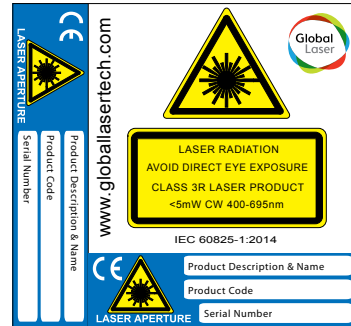 LASER APERTURE
CE
Serial Number
Product Code
Product Description & Name
www.globallasertech.com
Global
Laser
LASER RADIATION
AVOID DIRECT EYE EXPOSURE
CLASS 3R LASER PRODUCT
<5mW CW 400-695nm
IEC 60825-1:2014
CE
LASER APERTURE
Product Description & Name
Product Code
Serial Number